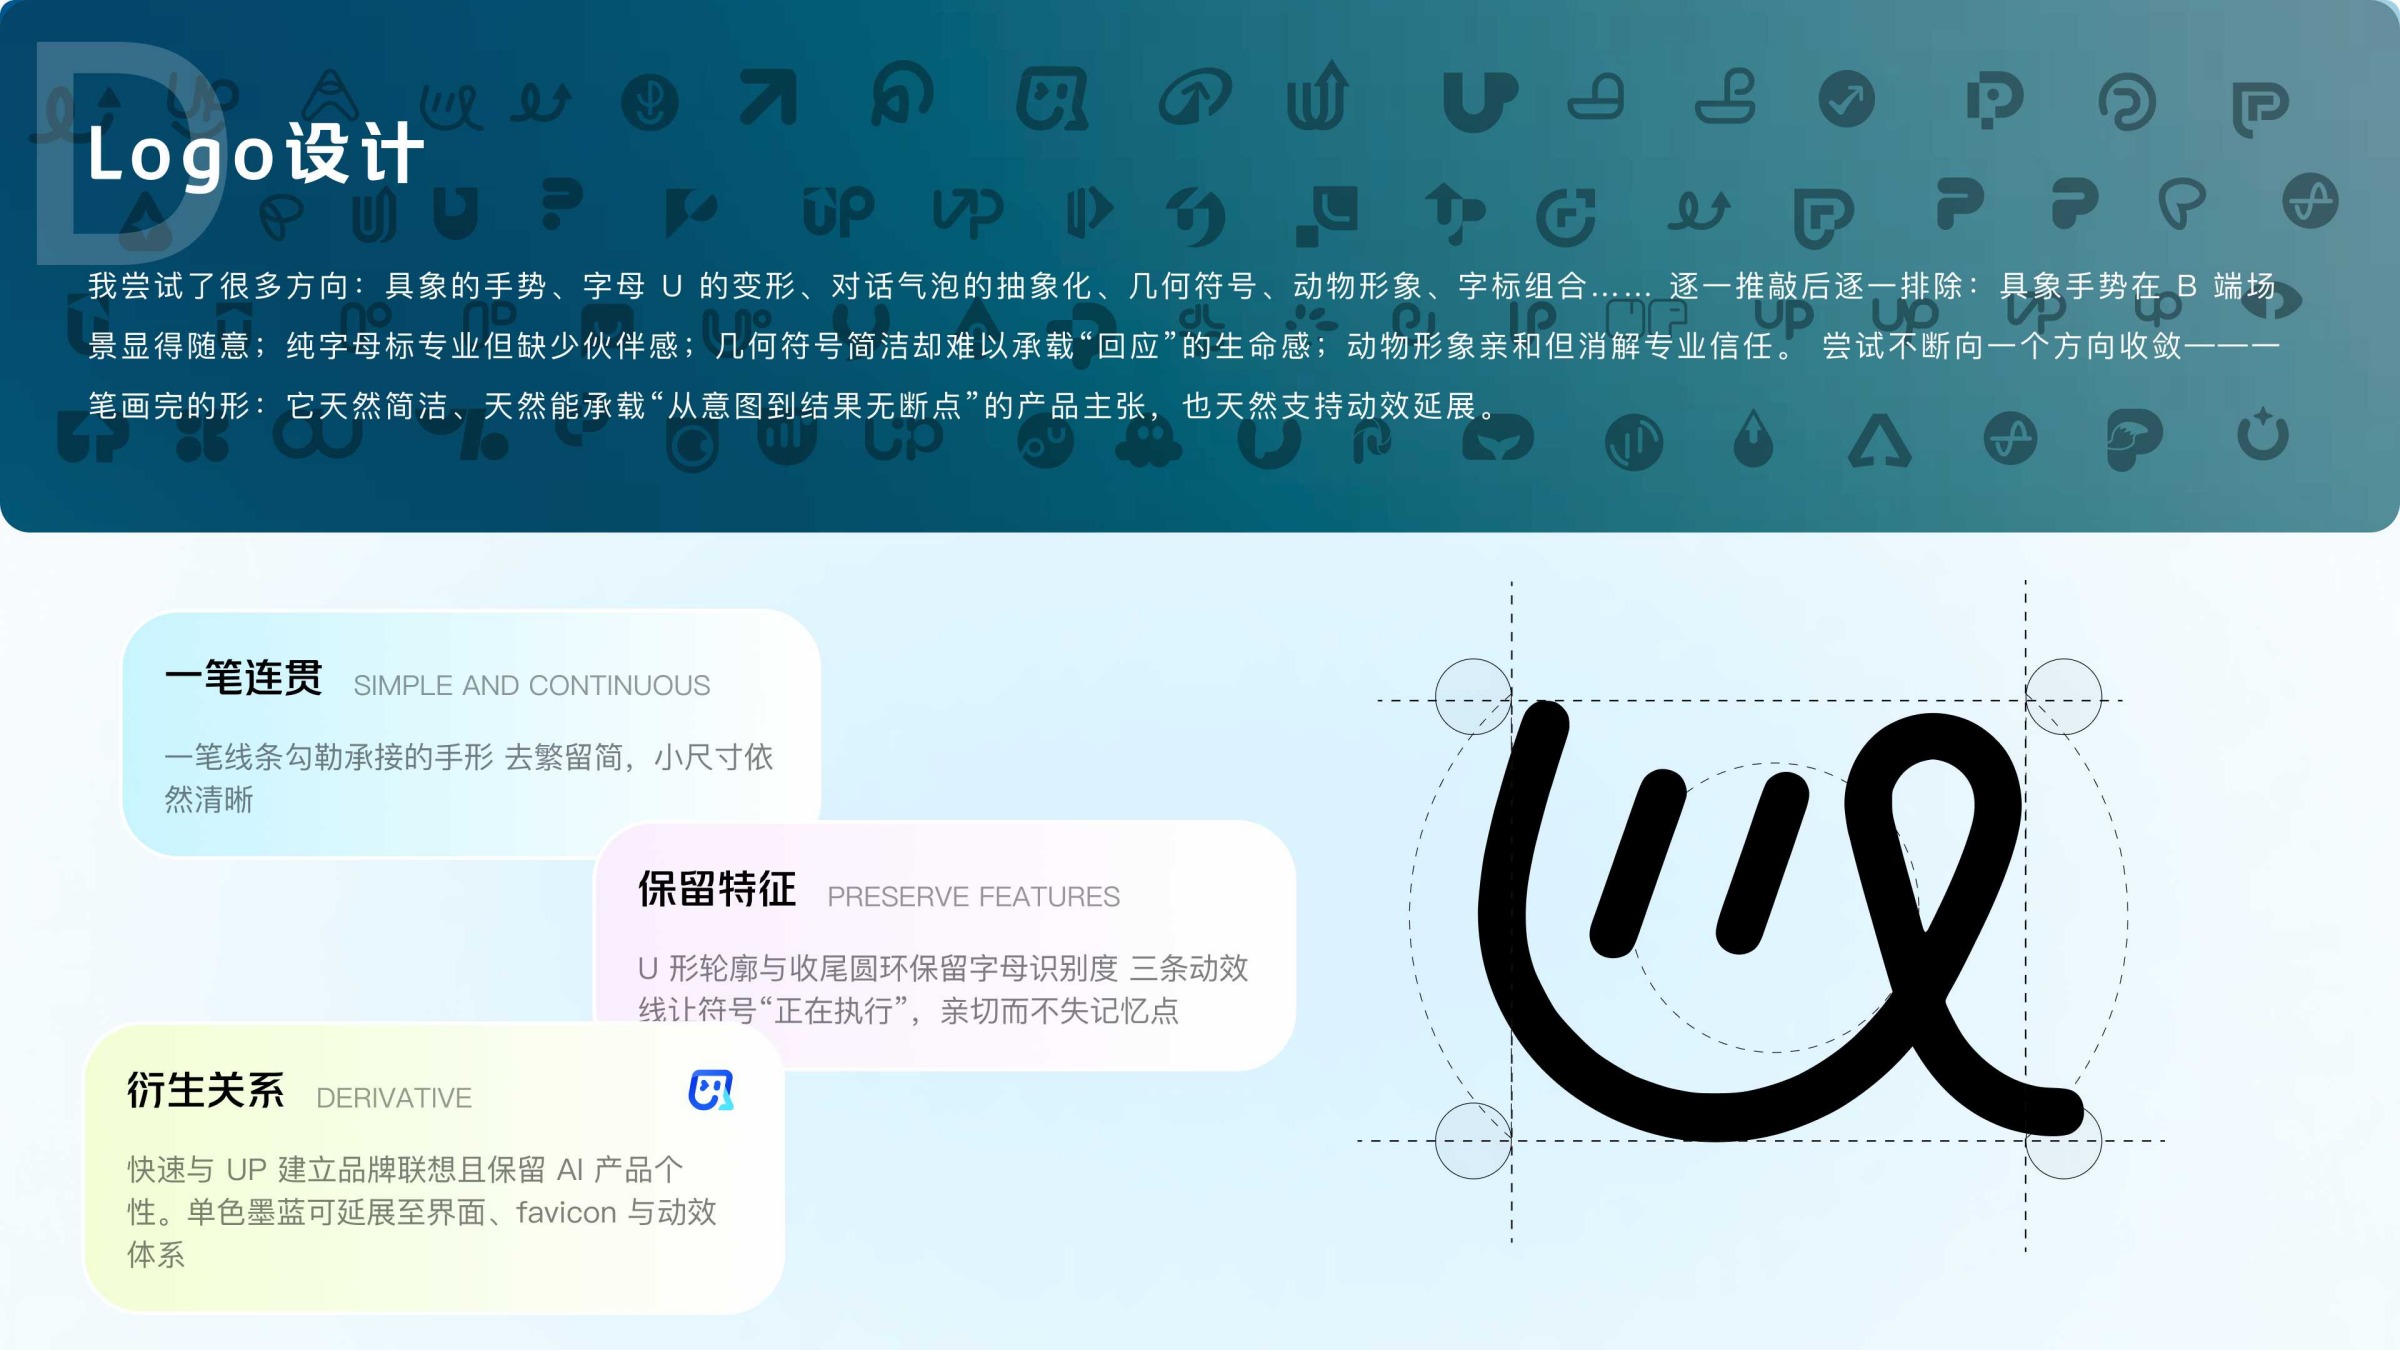 D
Logo设计
我尝试了很多方向：具象的手势、字母 U 的变形、对话气泡的抽象化、几何符号、动物形象、字标组合…… 逐一推敲后逐一排除：具象手势在 B 端场
景显得随意；纯字母标专业但缺少伙伴感；几何符号简洁却难以承载“回应”的生命感；动物形象亲和但消解专业信任。 尝试不断向一个方向收敛——一
笔画完的形：它天然简洁、天然能承载“从意图到结果无断点”的产品主张，也天然支持动效延展。
一笔连贯 SIMPLE AND CONTINUOUS
一笔线条勾勒承接的手形 去繁留简，小尺寸依
然清晰
保留特征 PRESERVE FEATURES
U 形轮廓与收尾圆环保留字母识别度 三条动效
线让符号“正在执行”，亲切而不失记忆点
衍生关系 DERIVATIVE
快速与 UP 建立品牌联想且保留 AI 产品个
性。单色墨蓝可延展至界面、favicon 与动效
体系